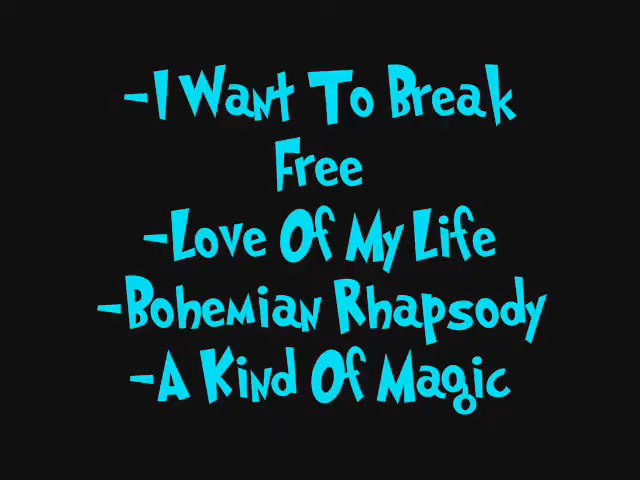 -I Want To Break
Free
-Love Of My Life
-Bohemian Rhapsody
-A Kind Of Magic